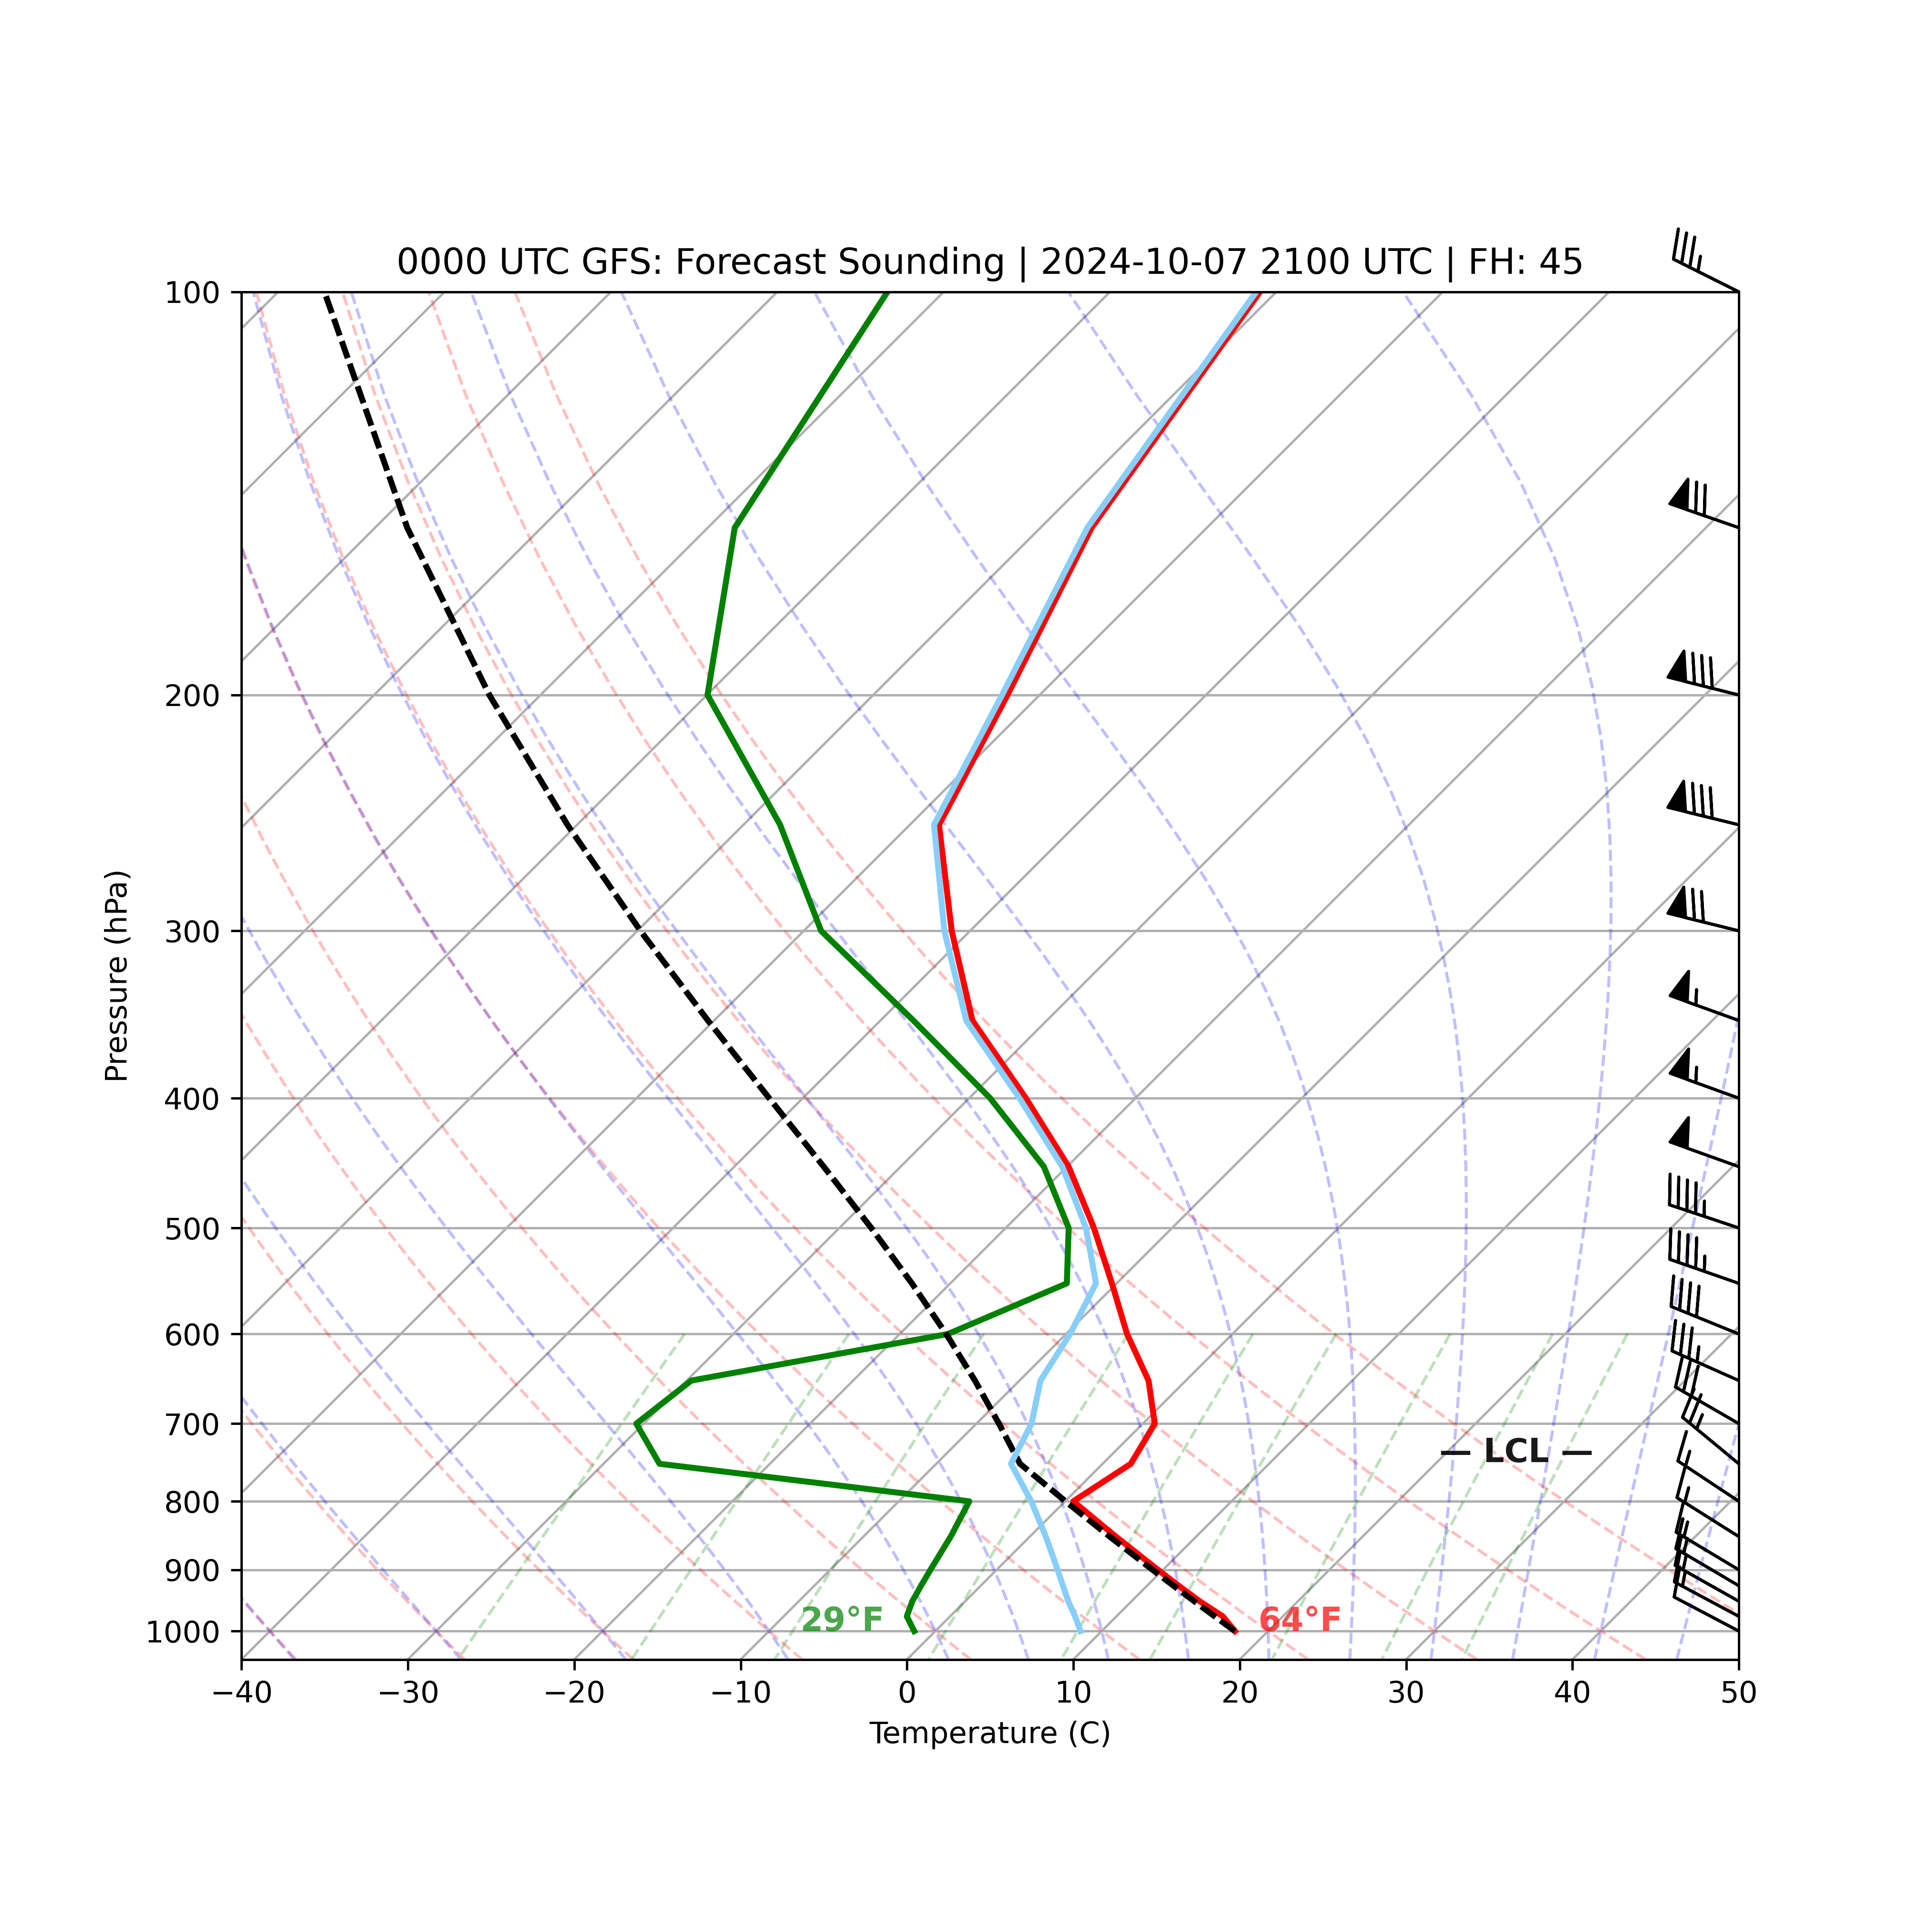 0000 UTC GFS: Forecast Sounding | 2024-10-07 2100 UTC | FH: 45
100
200
300
400
500
600
700
800
900
1000
Pressure (hPa)
— LCL —
29°F
64°F
−40 −30 −20 −10 0 10 20 30 40 50
Temperature (C)